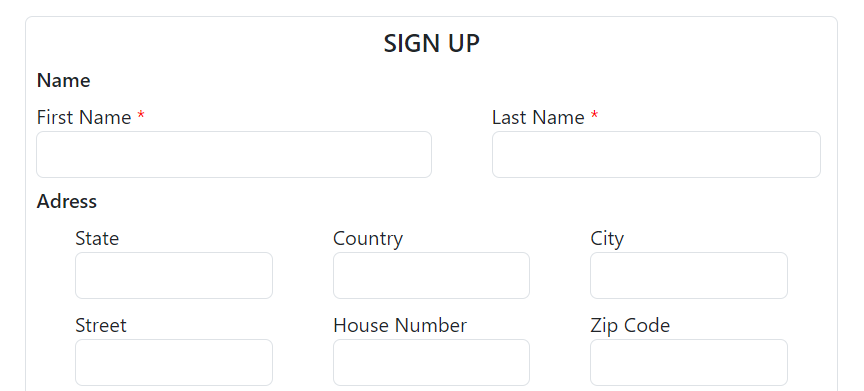 SIGN UP
Name
First Name *
Last Name *
Adress
State
Country
City
Street
House Number
Zip Code